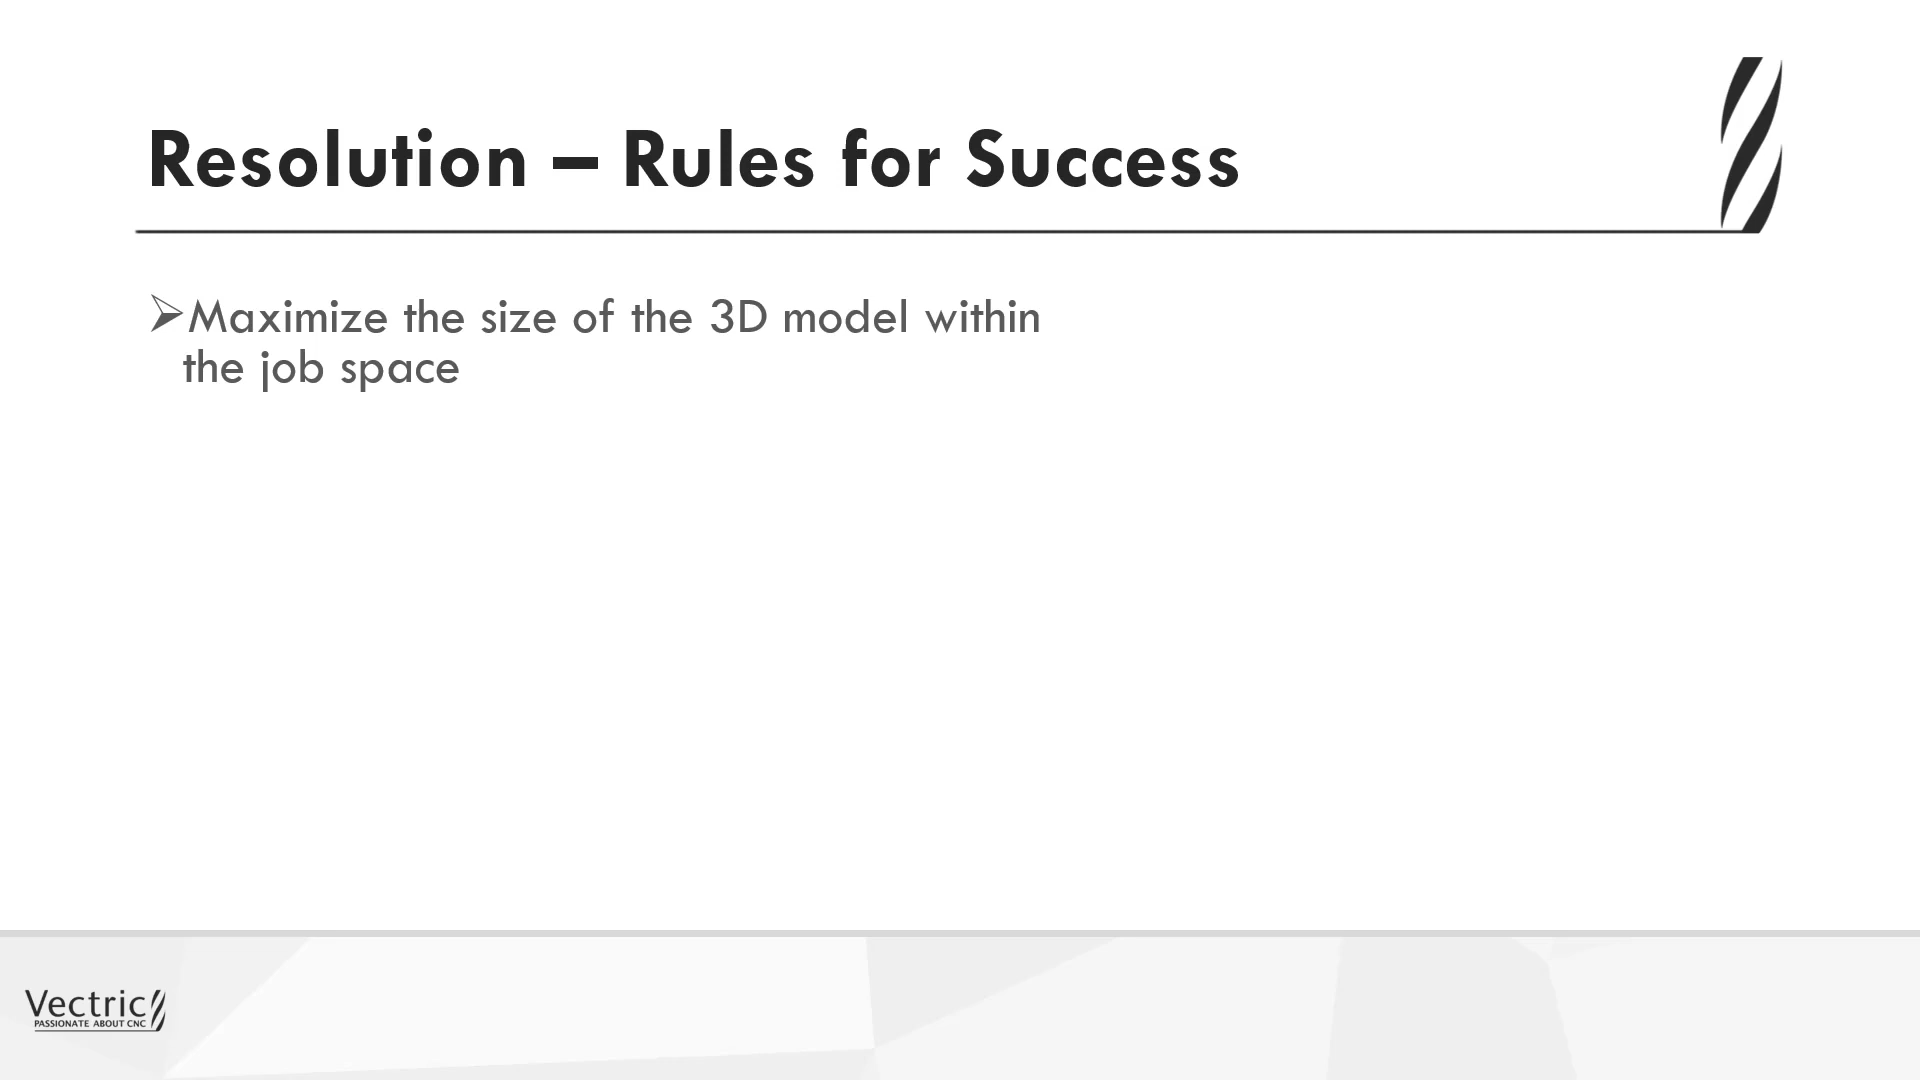 Resolution – Rules for Success
➢Maximize the size of the 3D model within
the job space
Vectric
PASSIONATE ABOUT CNC